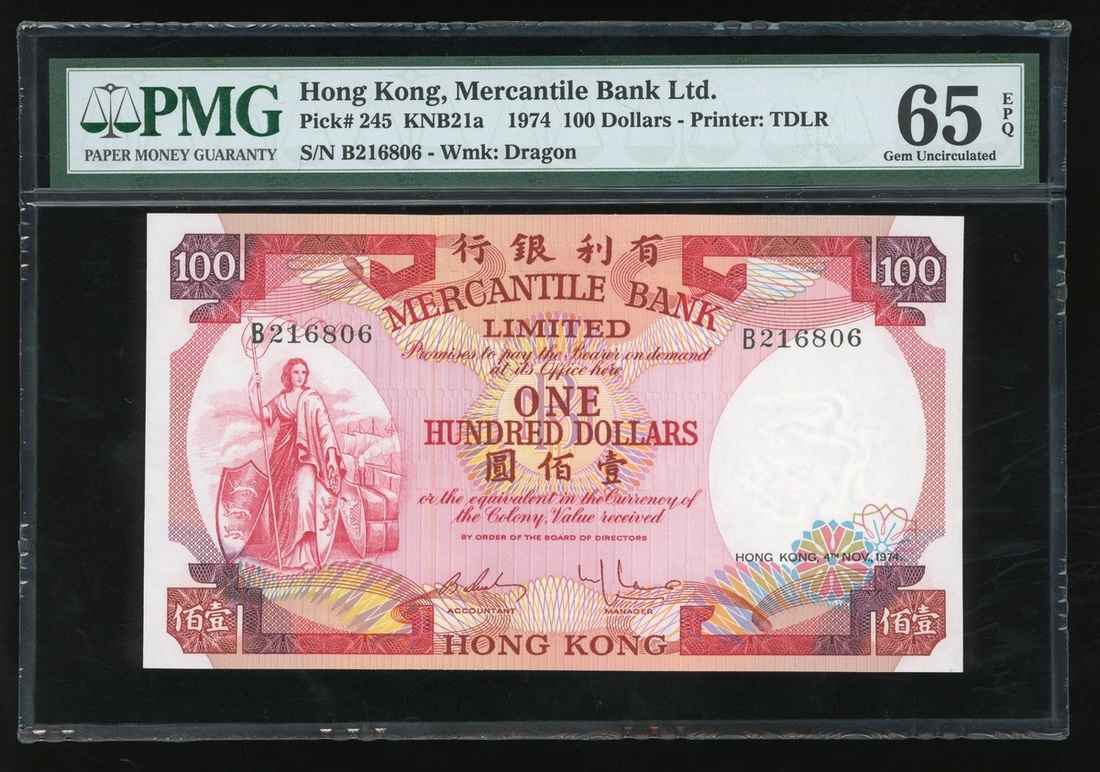 PMG
PAPER MONEY GUARANTY
Hong Kong, Mercantile Bank Ltd.
Pick# 245 KNB21a 1974 100 Dollars - Printer: TDLR
S/N B216806 - Wmk: Dragon
65
EPQ
Gem Uncirculated
行銀利有
100
100
MERCANTILE BANK
LIMITED
B216806
B216806
Promises to pay the Bearer on demand
at its Office here
ONE
HUNDRED DOLLARS
圓佰壹
or the equivalent in the Currency of
the Colony, Value received
BY ORDER OF THE BOARD OF DIRECTORS
HONG KONG, 4TH NOV, 1974.
ACCOUNTANT
MANAGER
佰壹
佰壹
HONG KONG